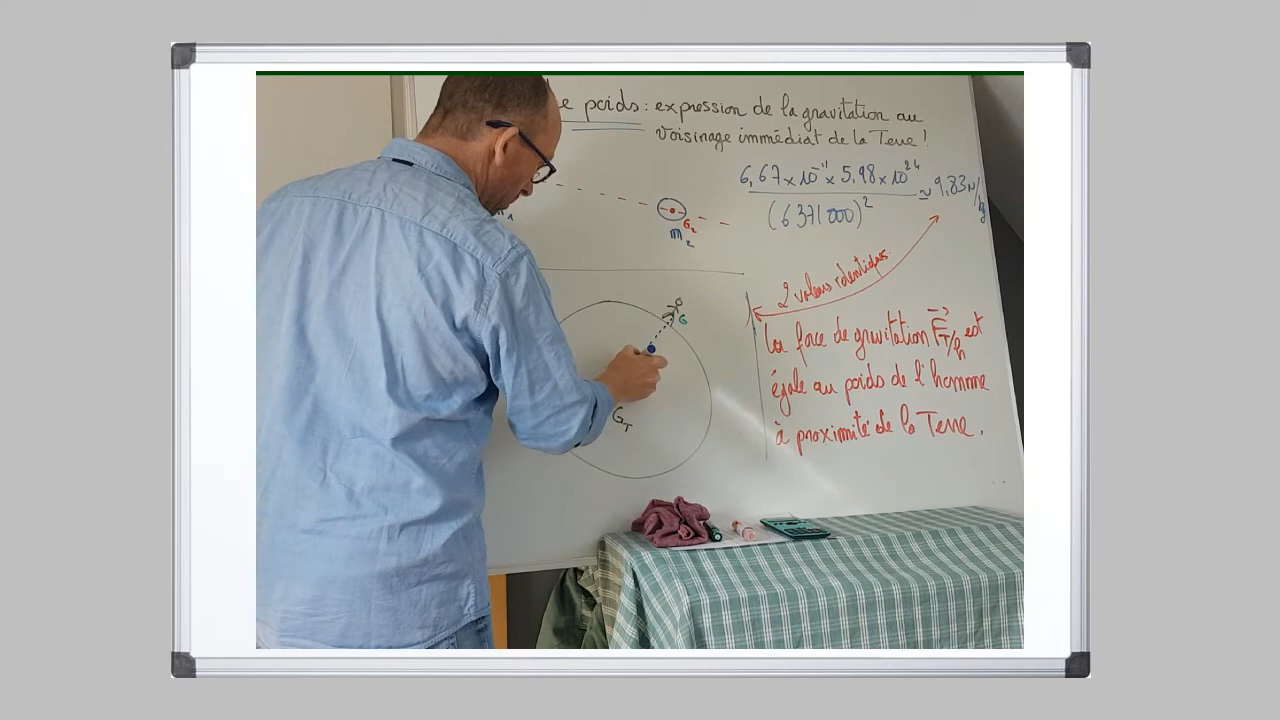 e poids : expression de la gravitation au
voisinage immédiat de la Terre !
6,67 × 10⁻¹¹ × 5,98 × 10²⁴
(6 371 000)²
≃ 9,83 N/kg
G₂
m₂
2 valeurs identiques.
G
G_T
La force de gravitation F⃗_T/h est
égale au poids de l'homme
à proximité de la Terre.